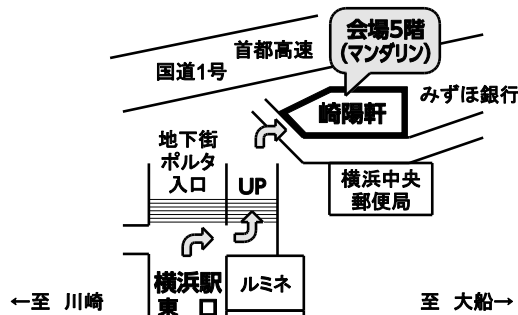 会場5階
(マンダリン)
首都高速
国道1号
みずほ銀行
崎陽軒
地下街
ポルタ
入口
UP
横浜中央
郵便局
横浜駅
東 口
ルミネ
←至 川崎
至 大船→